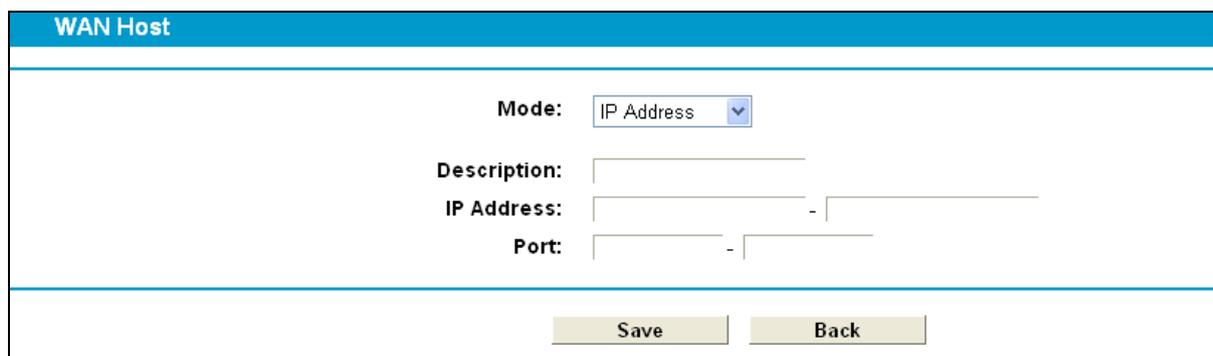 WAN Host
Mode: IP Address
Description:
IP Address: -
Port: -
Save Back